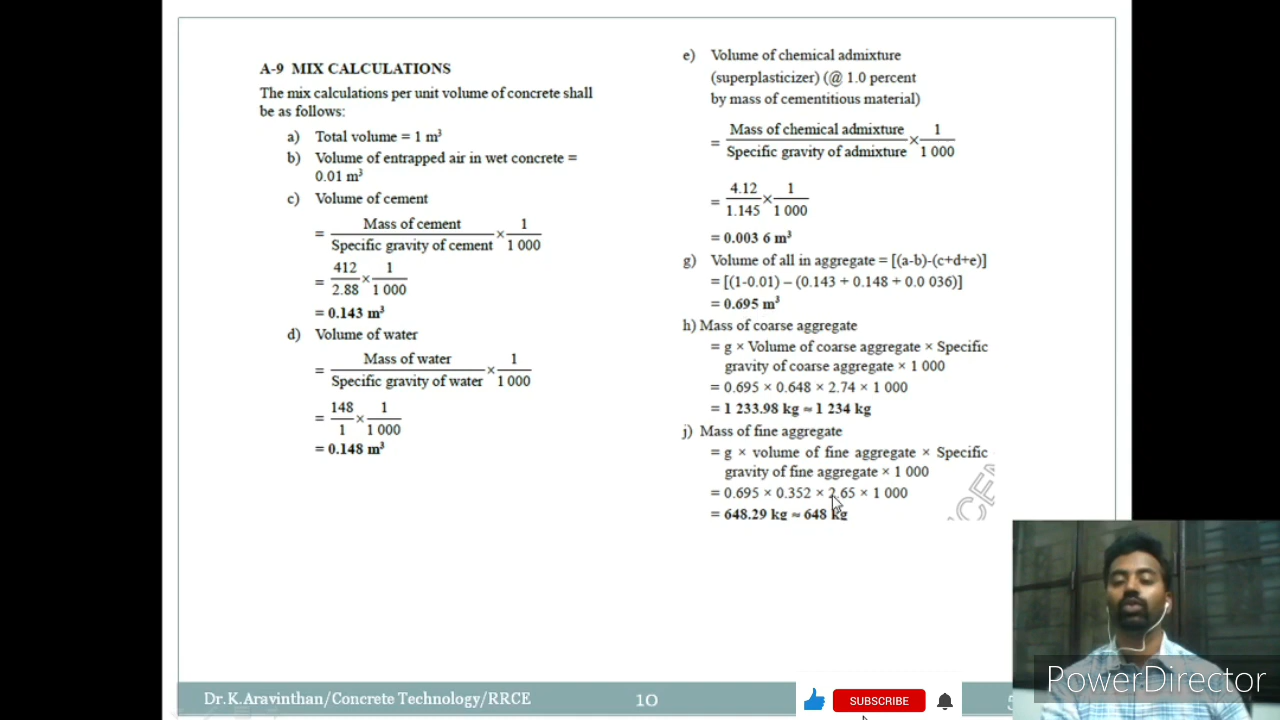 A-9 MIX CALCULATIONS
The mix calculations per unit volume of concrete shall
be as follows:
a) Total volume = 1 m³
b) Volume of entrapped air in wet concrete =
0.01 m³
c) Volume of cement
= Mass of cement / Specific gravity of cement × 1 / 1 000
= 412 / 2.88 × 1 / 1 000
= 0.143 m³
d) Volume of water
= Mass of water / Specific gravity of water × 1 / 1 000
= 148 / 1 × 1 / 1 000
= 0.148 m³
e) Volume of chemical admixture
(superplasticizer) (@ 1.0 percent
by mass of cementitious material)
= Mass of chemical admixture / Specific gravity of admixture × 1 / 1 000
= 4.12 / 1.145 × 1 / 1 000
= 0.003 6 m³
g) Volume of all in aggregate = [(a-b)-(c+d+e)]
= [(1-0.01) – (0.143 + 0.148 + 0.0 036)]
= 0.695 m³
h) Mass of coarse aggregate
= g × Volume of coarse aggregate × Specific
gravity of coarse aggregate × 1 000
= 0.695 × 0.648 × 2.74 × 1 000
= 1 233.98 kg ≈ 1 234 kg
j) Mass of fine aggregate
= g × volume of fine aggregate × Specific
gravity of fine aggregate × 1 000
= 0.695 × 0.352 × 2.65 × 1 000
= 648.29 kg ≈ 648 kg
Dr.K.Aravinthan/Concrete Technology/RRCE
10
SUBSCRIBE
PowerDirector